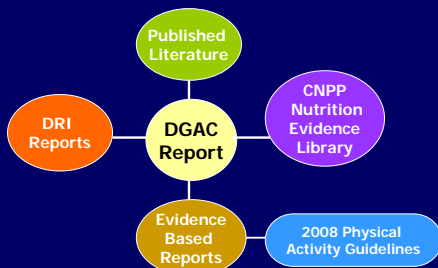 Published
Literature
DRI
Reports
DGAC
Report
CNPP
Nutrition
Evidence
Library
Evidence
Based
Reports
2008 Physical
Activity Guidelines